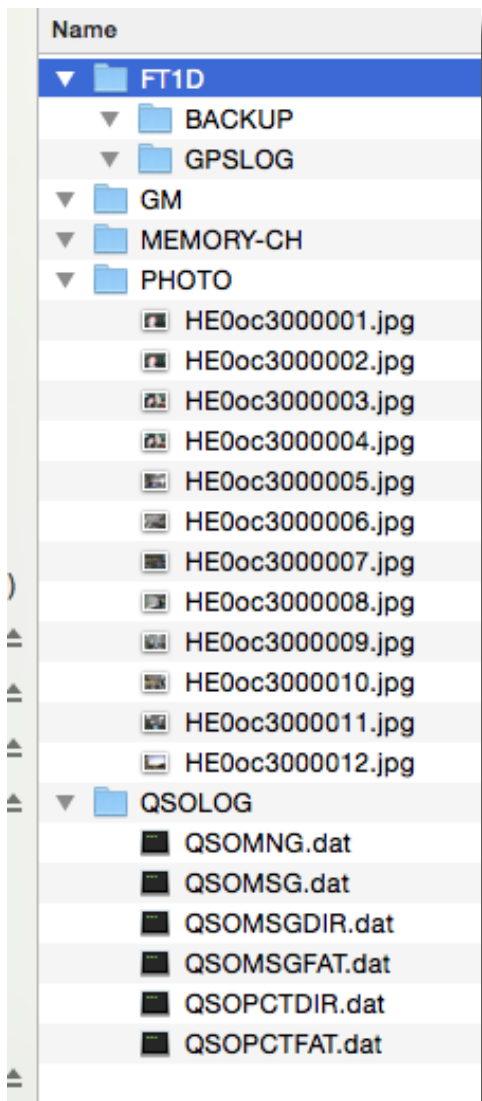 Name
FT1D
BACKUP
GPSLOG
GM
MEMORY-CH
PHOTO
HE0oc3000001.jpg
HE0oc3000002.jpg
HE0oc3000003.jpg
HE0oc3000004.jpg
HE0oc3000005.jpg
HE0oc3000006.jpg
HE0oc3000007.jpg
)
HE0oc3000008.jpg
HE0oc3000009.jpg
HE0oc3000010.jpg
HE0oc3000011.jpg
HE0oc3000012.jpg
QSOLOG
QSOMNG.dat
QSOMSG.dat
QSOMSGDIR.dat
QSOMSGFAT.dat
QSOPCTDIR.dat
QSOPCTFAT.dat